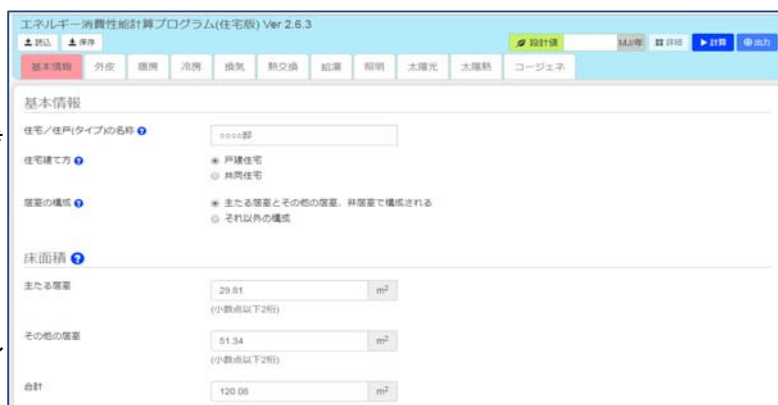 エネルギー消費性能計算プログラム(住宅版) Ver 2.6.3
読込 保存 設計値 MJ/年 詳細 計算 出力
基本情報 外皮 暖房 冷房 換気 熱交換 給湯 照明 太陽光 太陽熱 コージェネ
基本情報
住宅/住戸(タイプ)の名称 ○○○○邸
住宅建て方 戸建住宅
共同住宅
居室の構成 主たる居室とその他の居室、非居室で構成される
それ以外の構成
床面積
主たる居室 29.81 m²
(小数点以下2桁)
その他の居室 51.34 m²
(小数点以下2桁)
合計 120.08 m²